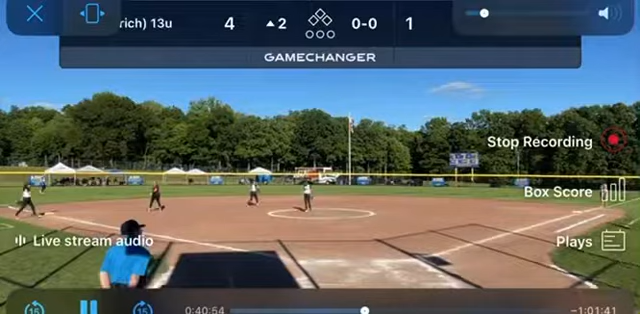 rich) 13u 4 ▲2 0-0 1
GAMECHANGER
Stop Recording
Box Score
Live stream audio
Plays
15 15 0:40:54 -1:01:41